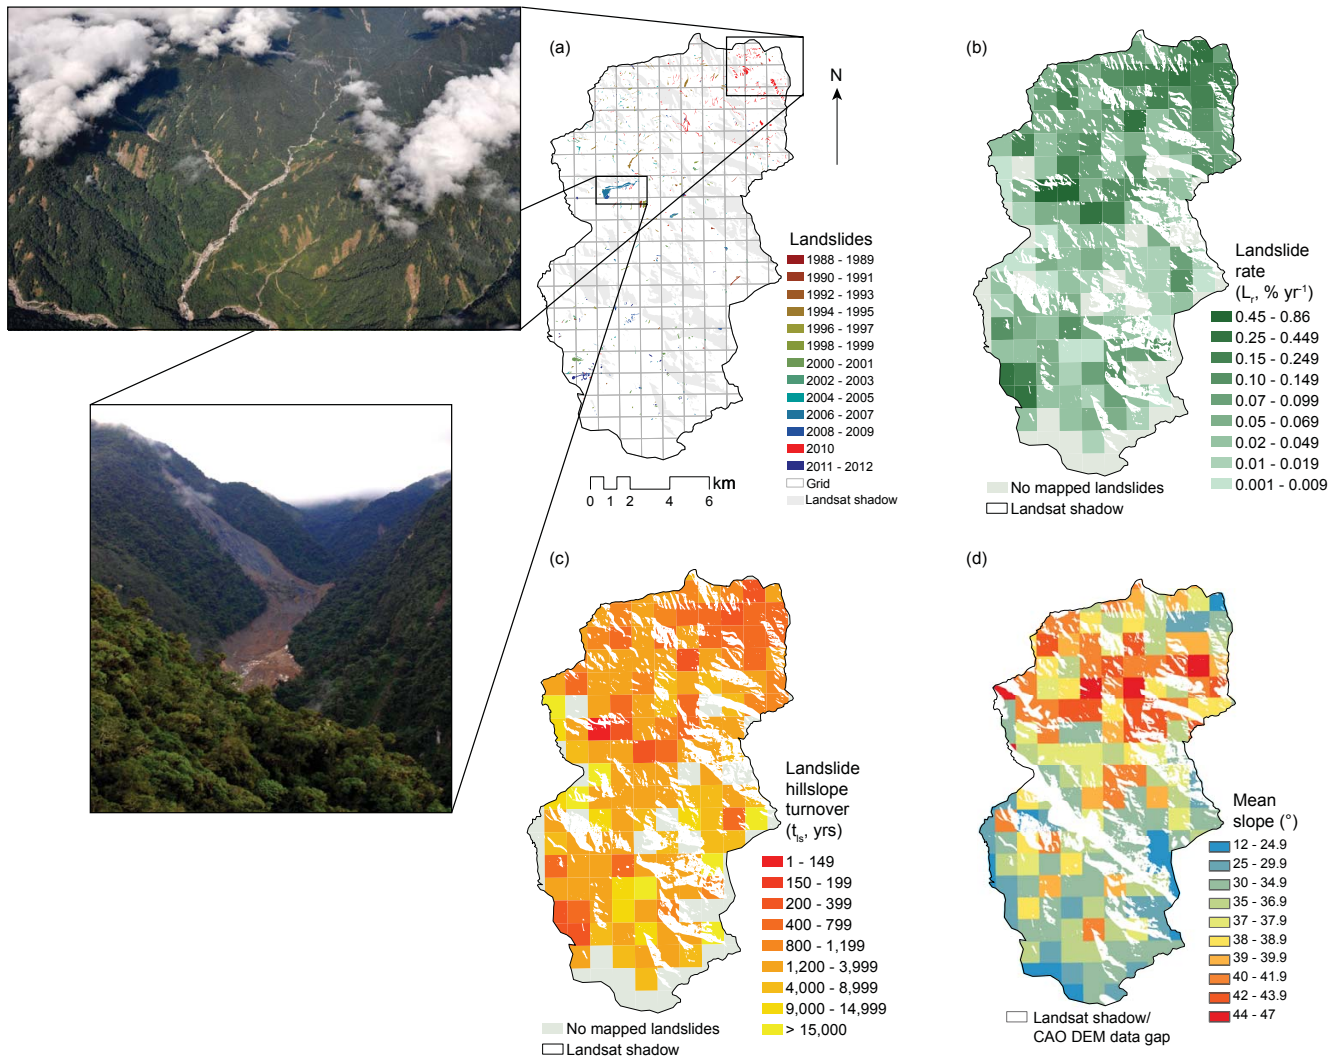 (a)
N
Landslides
1988 - 1989
1990 - 1991
1992 - 1993
1994 - 1995
1996 - 1997
1998 - 1999
2000 - 2001
2002 - 2003
2004 - 2005
2006 - 2007
2008 - 2009
2010
2011 - 2012
Grid
Landsat shadow
km
0 1 2 4 6
(b)
Landslide
rate
(Lr, % yr-1)
0.45 - 0.86
0.25 - 0.449
0.15 - 0.249
0.10 - 0.149
0.07 - 0.099
0.05 - 0.069
0.02 - 0.049
0.01 - 0.019
0.001 - 0.009
No mapped landslides
Landsat shadow
(c)
Landslide
hillslope
turnover
(tls, yrs)
1 - 149
150 - 199
200 - 399
400 - 799
800 - 1,199
1,200 - 3,999
4,000 - 8,999
9,000 - 14,999
> 15,000
No mapped landslides
Landsat shadow
(d)
Mean
slope (°)
12 - 24.9
25 - 29.9
30 - 34.9
35 - 36.9
37 - 37.9
38 - 38.9
39 - 39.9
40 - 41.9
42 - 43.9
44 - 47
Landsat shadow/
CAO DEM data gap